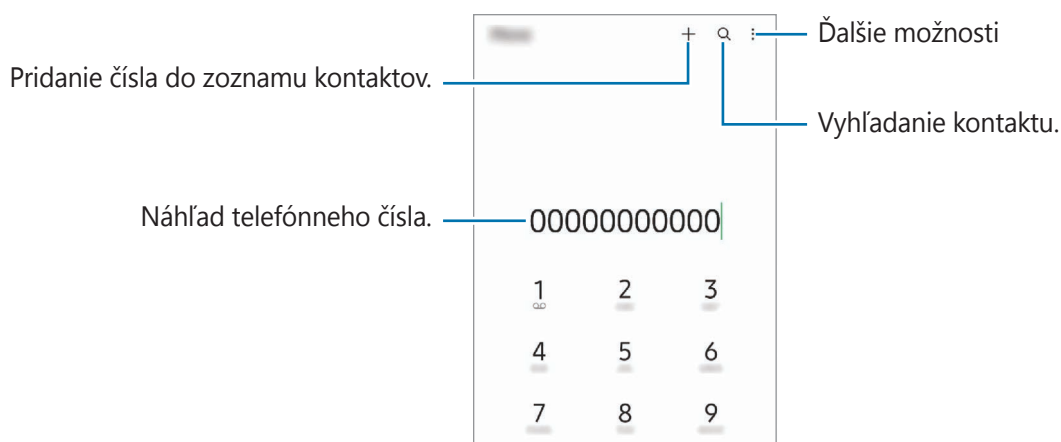 Ďalšie možnosti
Pridanie čísla do zoznamu kontaktov.
Vyhľadanie kontaktu.
Náhľad telefónneho čísla.
00000000000
1 2 3
4 5 6
7 8 9